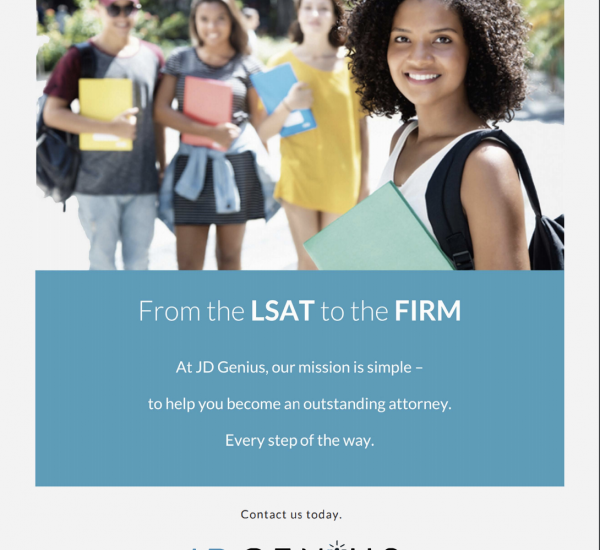 From the LSAT to the FIRM
At JD Genius, our mission is simple –
to help you become an outstanding attorney.
Every step of the way.
Contact us today.